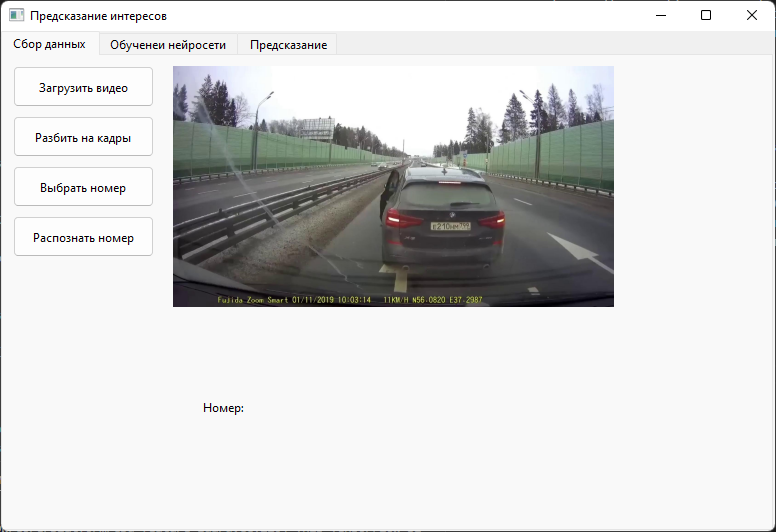 Предсказание интересов
Сбор данных
Обученеи нейросети
Предсказание
Загрузить видео
Разбить на кадры
Выбрать номер
Распознать номер
Е210НМ799
Fujida Zoom Smart 01/11/2019 10:03:14 11KM/H N56.0820 E37.2987
Номер: